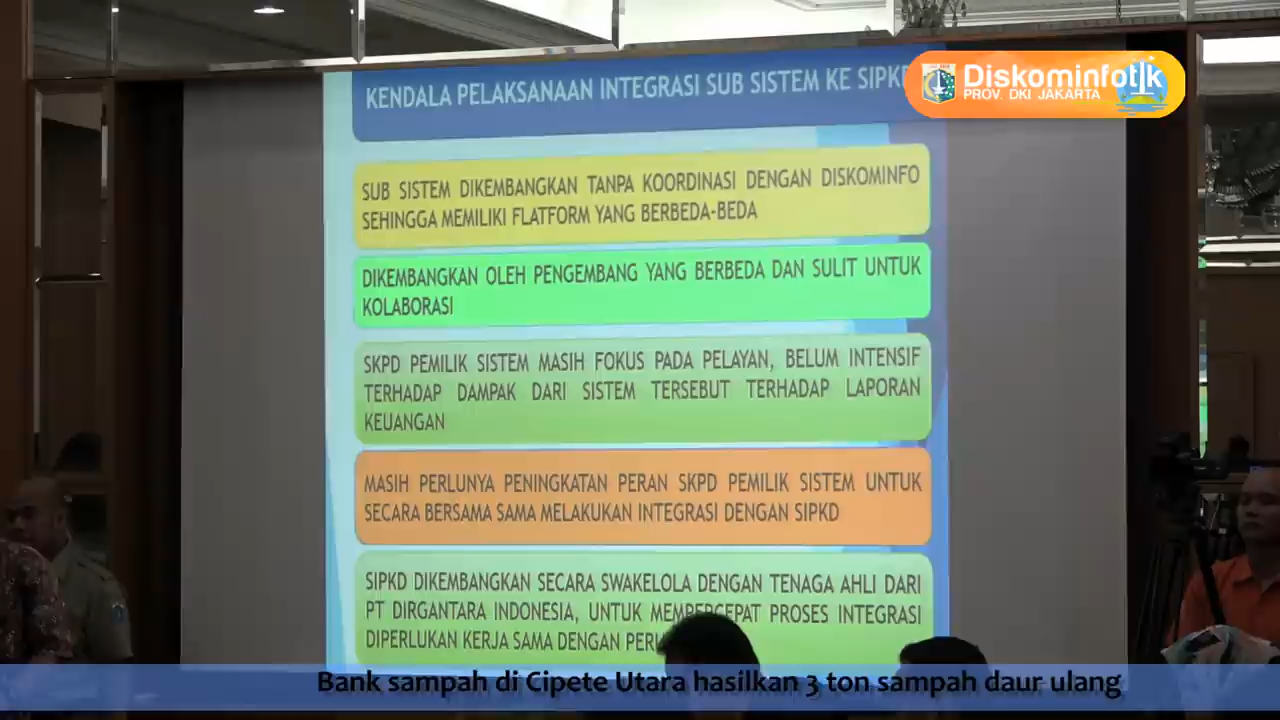 KENDALA PELAKSANAAN INTEGRASI SUB SISTEM KE
Diskominfotik
PROV. DKI JAKARTA
SUB SISTEM DIKEMBANGKAN TANPA KOORDINASI DENGAN DISKOMINFO
SEHINGGA MEMILIKI FLATFORM YANG BERBEDA-BEDA
DIKEMBANGKAN OLEH PENGEMBANG YANG BERBEDA DAN SULIT UNTUK
KOLABORASI
SKPD PEMILIK SISTEM MASIH FOKUS PADA PELAYAN, BELUM INTENSIF
TERHADAP DAMPAK DARI SISTEM TERSEBUT TERHADAP LAPORAN
KEUANGAN
MASIH PERLUNYA PENINGKATAN PERAN SKPD PEMILIK SISTEM UNTUK
SECARA BERSAMA SAMA MELAKUKAN INTEGRASI DENGAN SIPKD
SIPKD DIKEMBANGKAN SECARA SWAKELOLA DENGAN TENAGA AHLI DARI
PT DIRGANTARA INDONESIA, UNTUK MEMPERCEPAT PROSES INTEGRASI
DIPERLUKAN KERJA SAMA DENGAN
Bank sampah di Cipete Utara hasilkan 3 ton sampah daur ulang